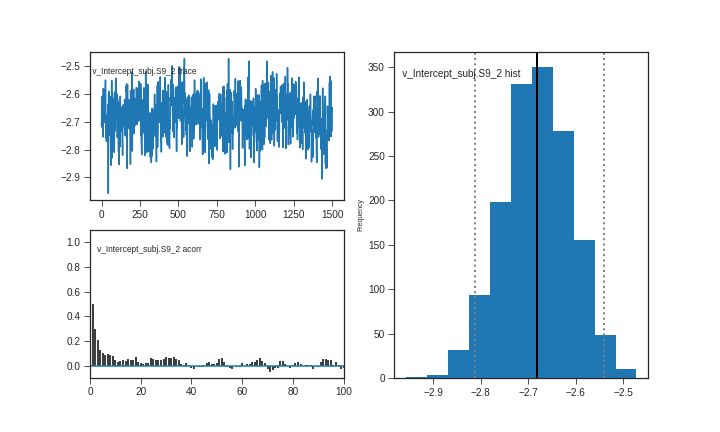 v_Intercept_subj.S9_2 trace
−2.5
−2.6
−2.7
−2.8
−2.9
0 250 500 750 1000 1250 1500
v_Intercept_subj.S9_2 acorr
1.0
0.8
0.6
0.4
0.2
0.0
0 20 40 60 80 100
v_Intercept_subj.S9_2 hist
Frequency
350
300
250
200
150
100
50
0
−2.9 −2.8 −2.7 −2.6 −2.5